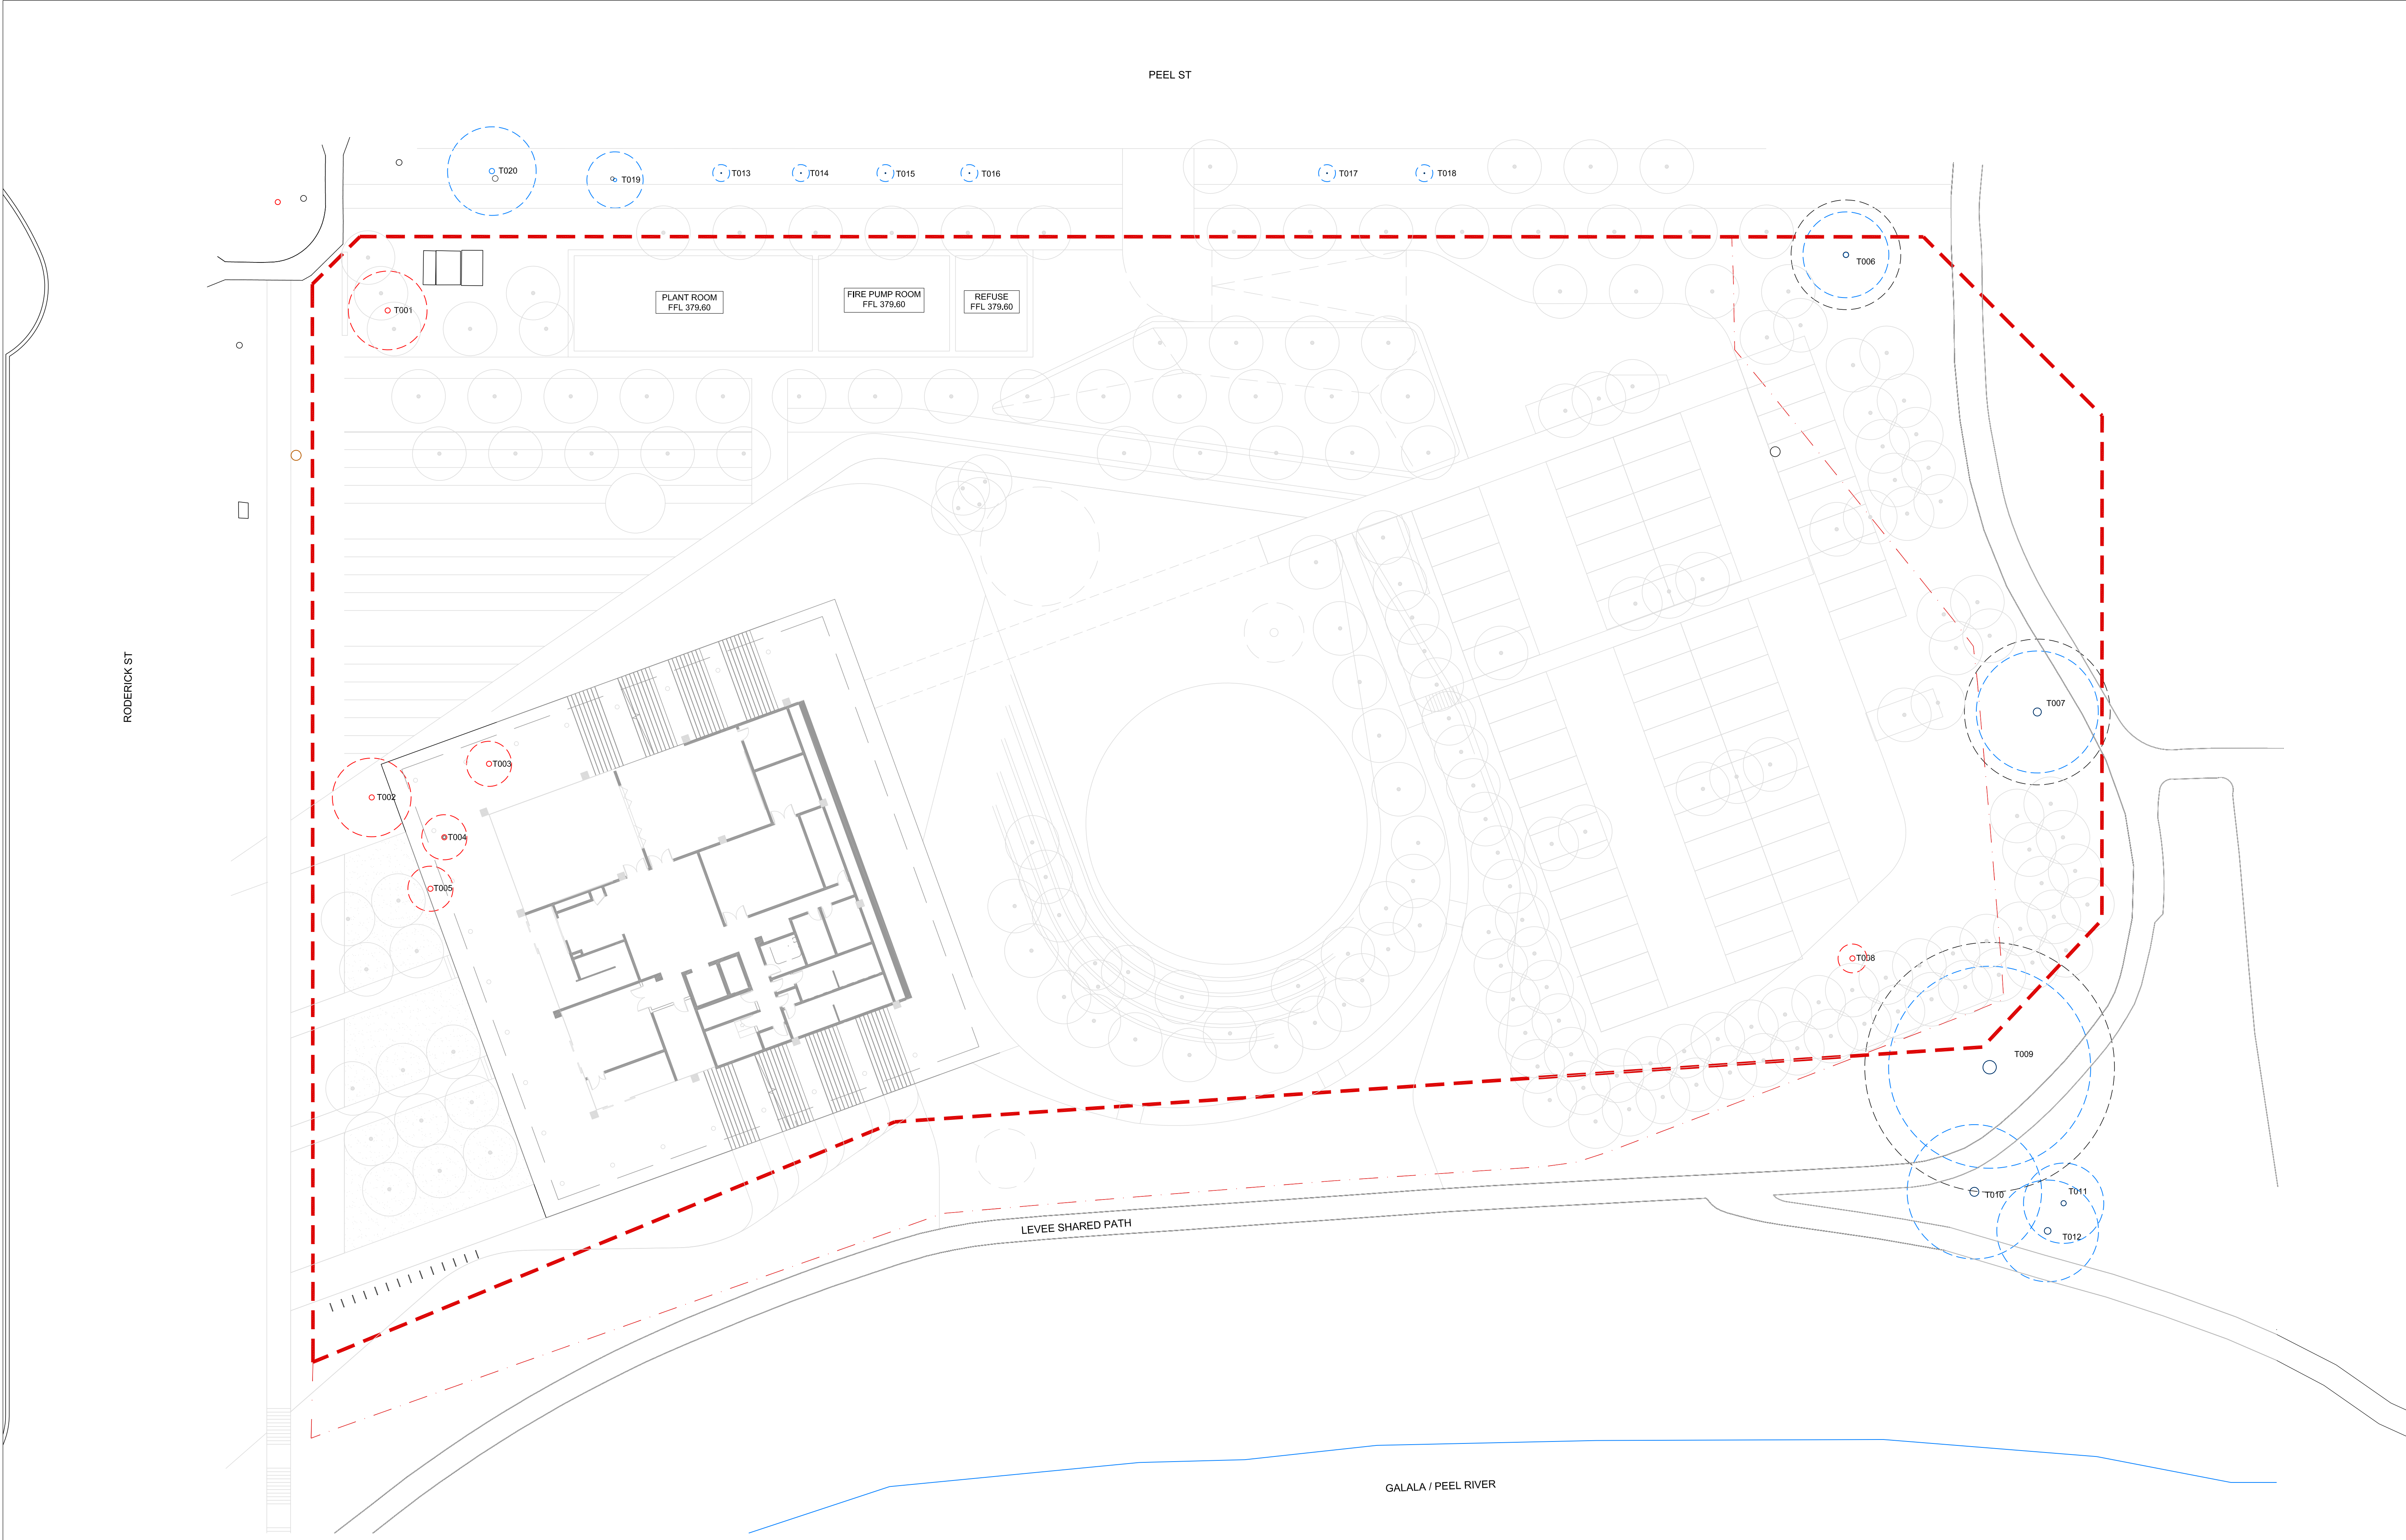 PEEL ST
T020
T019
T013
T014
T015
T016
T017
T018
T006
T001
PLANT ROOM
FFL 379.60
FIRE PUMP ROOM
FFL 379.60
REFUSE
FFL 379.60
RODERICK ST
T007
T003
T002
T004
T005
T008
T009
T010
T011
T012
LEVEE SHARED PATH
GALALA / PEEL RIVER